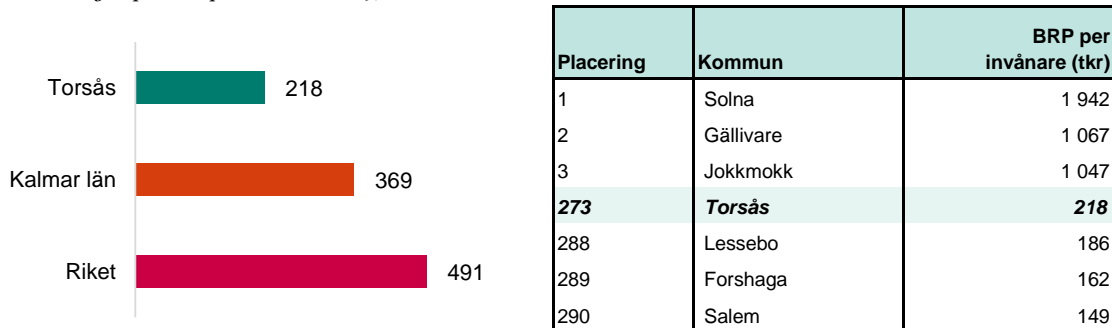 Torsås
218
Kalmar län
369
Riket
491
Placering Kommun BRP per invånare (tkr)
1 Solna 1 942
2 Gällivare 1 067
3 Jokkmokk 1 047
273 Torsås 218
288 Lessebo 186
289 Forshaga 162
290 Salem 149